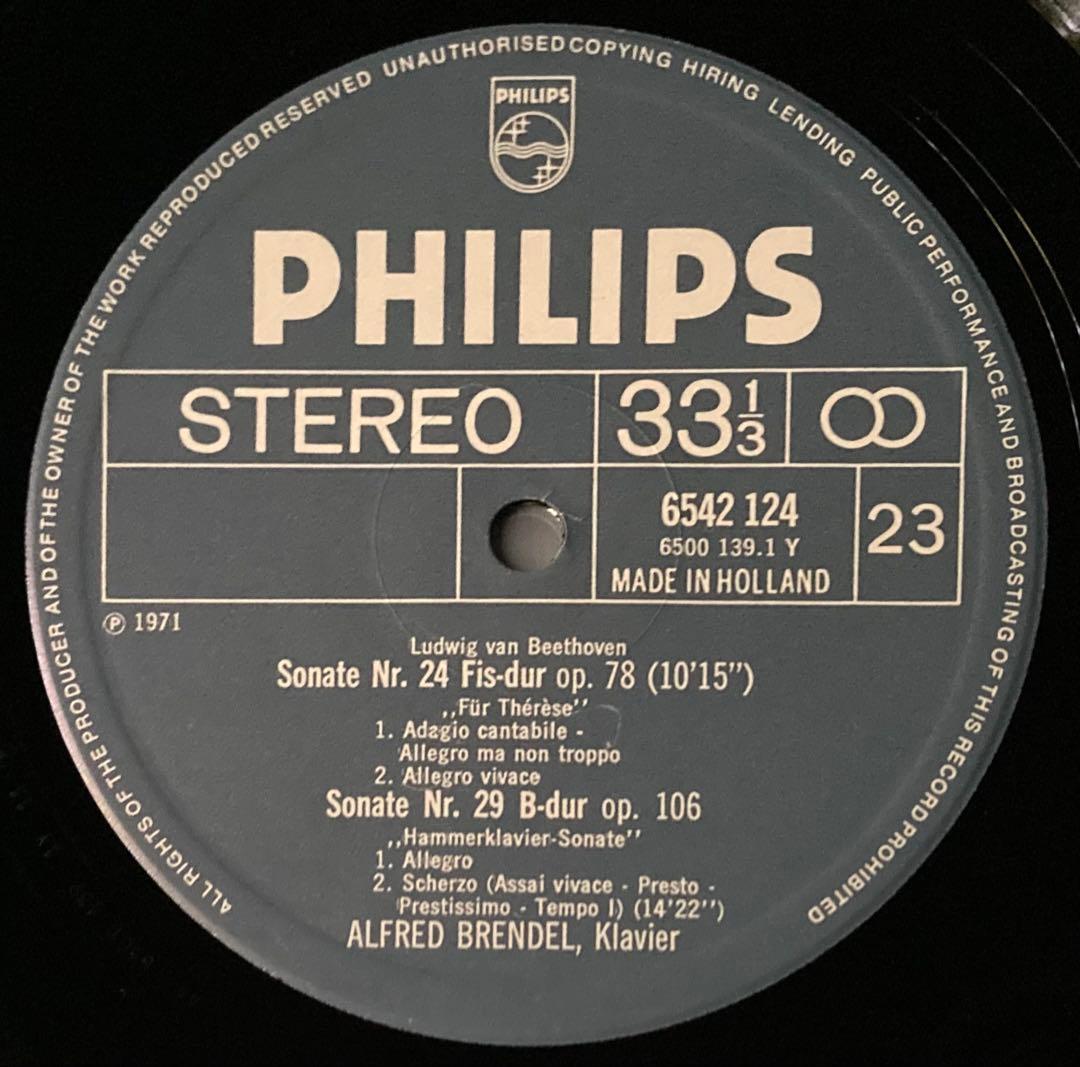 ALL RIGHTS OF THE PRODUCER AND OF THE OWNER OF THE WORK REPRODUCED RESERVED UNAUTHORISED COPYING HIRING LENDING PUBLIC PERFORMANCE AND BROADCASTING OF THIS RECORD PROHIBITED
PHILIPS
PHILIPS
STEREO 33 1/3
6542 124
6500 139.1 Y
MADE IN HOLLAND
23
℗ 1971
Ludwig van Beethoven
Sonate Nr. 24 Fis-dur op. 78 (10'15")
,,Für Thérèse''
1. Adagio cantabile -
Allegro ma non troppo
2. Allegro vivace
Sonate Nr. 29 B-dur op. 106
,,Hammerklavier-Sonate''
1. Allegro
2. Scherzo (Assai vivace - Presto -
Prestissimo - Tempo I) (14'22'')
ALFRED BRENDEL, Klavier